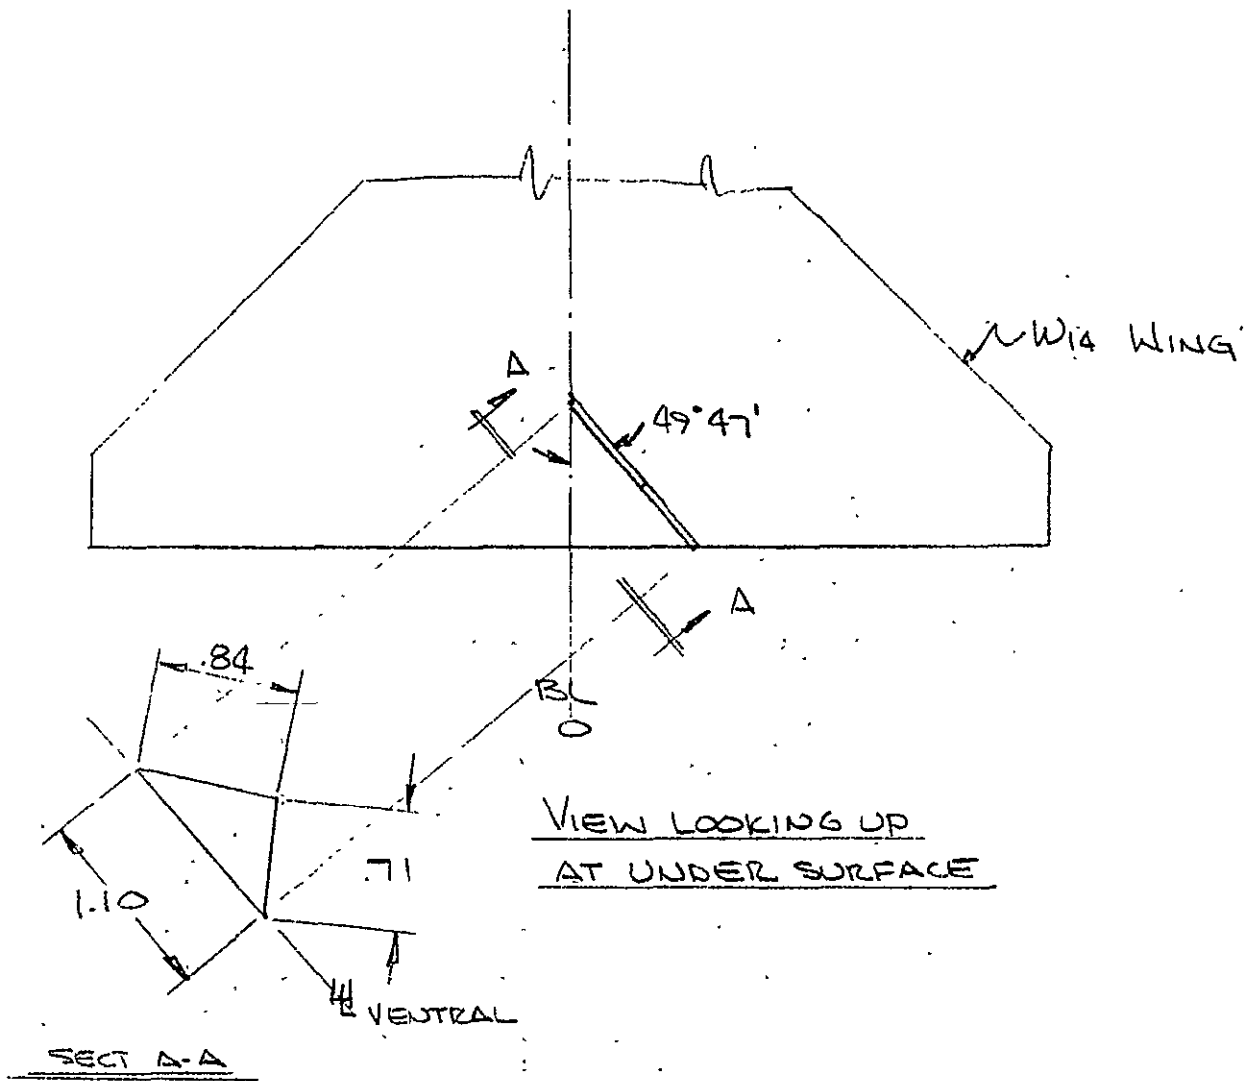 A
W14 WING
49°47'
A
.84
BL
0
VIEW LOOKING UP
AT UNDER SURFACE
.71
1.10
VENTRAL
SECT A-A